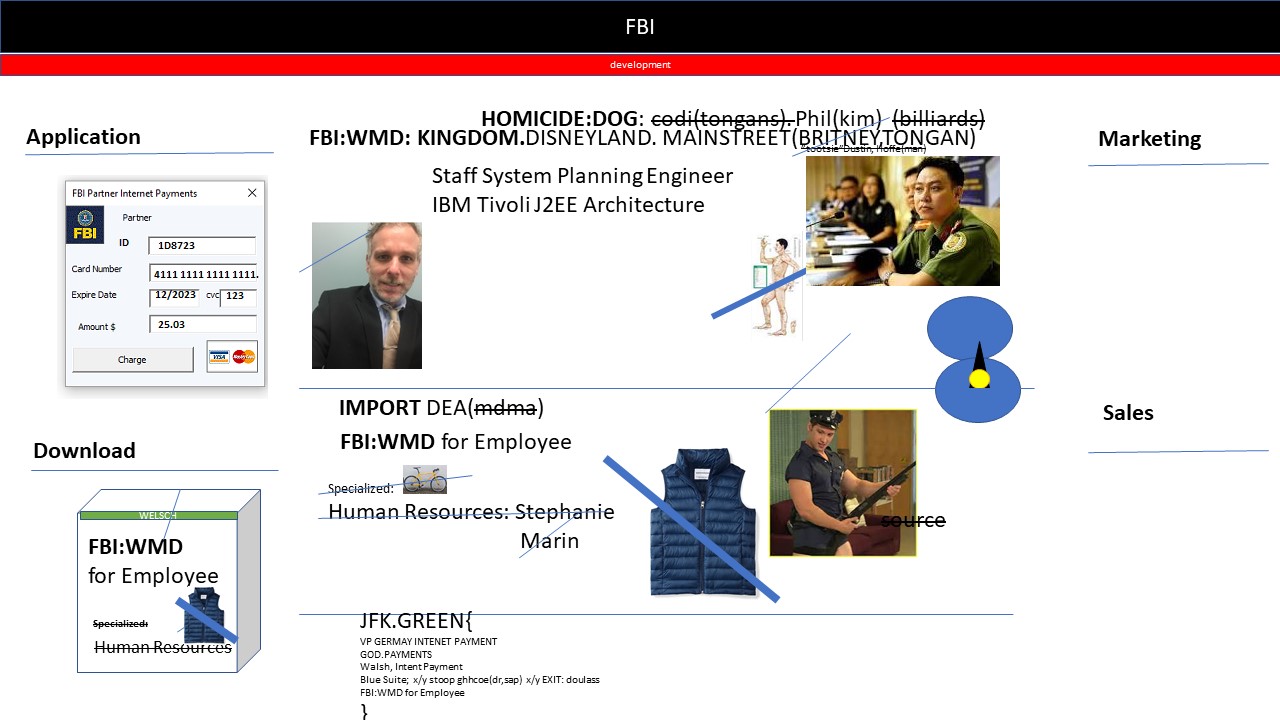 FBI
development
HOMICIDE:DOG: codi(tongans). Phil(kim) (billiards)
FBI:WMD: KINGDOM.DISNEYLAND. MAINSTREET(BRITNEY.TONGAN)
"tootsie"Dustin, Hoffe(man)
Application
Marketing
Staff System Planning Engineer
IBM Tivoli J2EE Architecture
FBI Partner Internet Payments
FBI
Partner
ID 1D8723
Card Number 4111 1111 1111 1111.
Expire Date 12/2023 cvc 123
Amount $ 25.03
Charge
VISA MasterCard
IMPORT DEA(mdma)
FBI:WMD for Employee
Specialized:
Human Resources: Stephanie
Marin
source
Sales
Download
WELSCH
FBI:WMD
for Employee
Specialized:
Human Resources
JFK.GREEN{
VP GERMAY INTENET PAYMENT
GOD.PAYMENTS
Walsh, Intent Payment
Blue Suite; x/y stoop ghhcoe(dr,sap) x/y EXIT: doulass
FBI:WMD for Employee
}